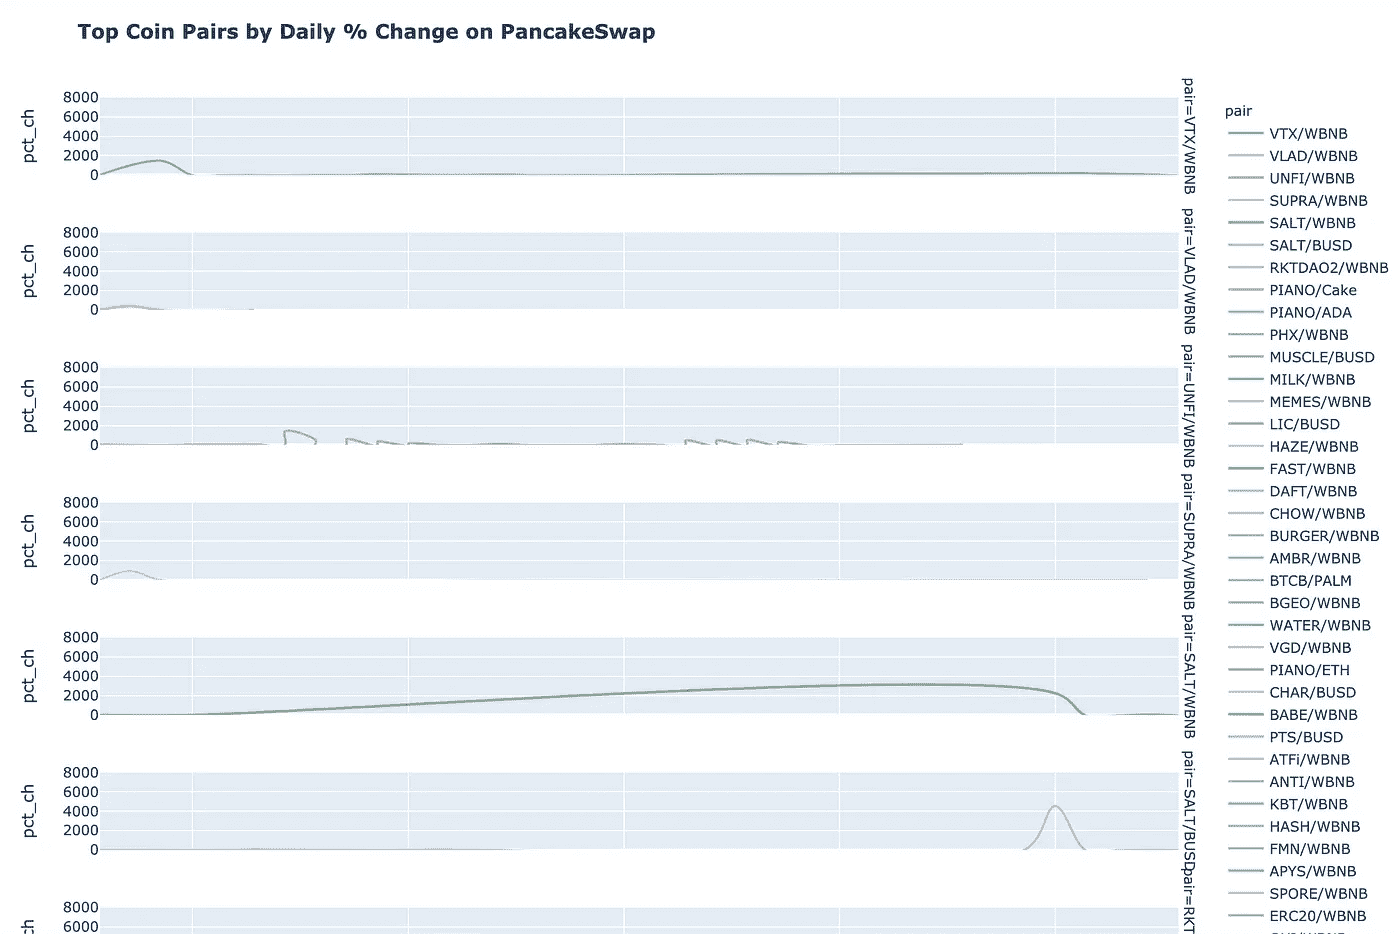 Top Coin Pairs by Daily % Change on PancakeSwap
pct_ch
8000
6000
4000
2000
0
pair=VTX/WBNB
pct_ch
8000
6000
4000
2000
0
pair=VLAD/WBNB
pct_ch
8000
6000
4000
2000
0
pair=UNFI/WBNB
pct_ch
8000
6000
4000
2000
0
pair=SUPRA/WBNB
pct_ch
8000
6000
4000
2000
0
pair=SALT/WBNB
pct_ch
8000
6000
4000
2000
0
pair=SALT/BUSD
ch
8000
6000
pair=RKT
pair
VTX/WBNB
VLAD/WBNB
UNFI/WBNB
SUPRA/WBNB
SALT/WBNB
SALT/BUSD
RKTDAO2/WBNB
PIANO/Cake
PIANO/ADA
PHX/WBNB
MUSCLE/BUSD
MILK/WBNB
MEMES/WBNB
LIC/BUSD
HAZE/WBNB
FAST/WBNB
DAFT/WBNB
CHOW/WBNB
BURGER/WBNB
AMBR/WBNB
BTCB/PALM
BGEO/WBNB
WATER/WBNB
VGD/WBNB
PIANO/ETH
CHAR/BUSD
BABE/WBNB
PTS/BUSD
ATFi/WBNB
ANTI/WBNB
KBT/WBNB
HASH/WBNB
FMN/WBNB
APYS/WBNB
SPORE/WBNB
ERC20/WBNB